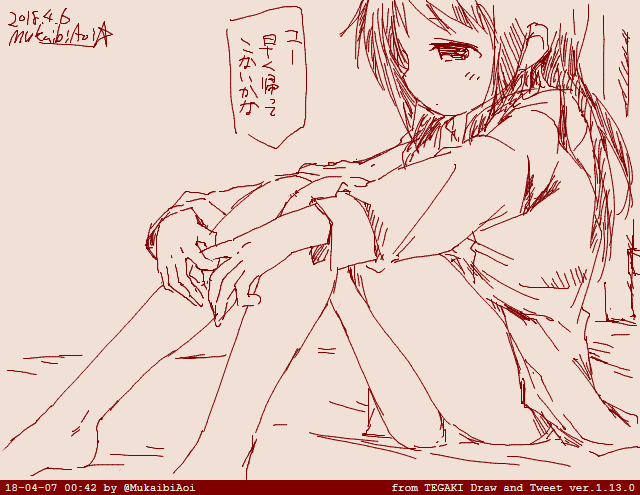 2018.4.6
MukaibiAoi☆
ユー
早く帰って
こないかな
18-04-07 00:42 by @MukaibiAoi
from TEGAKI Draw and Tweet ver.1.13.0